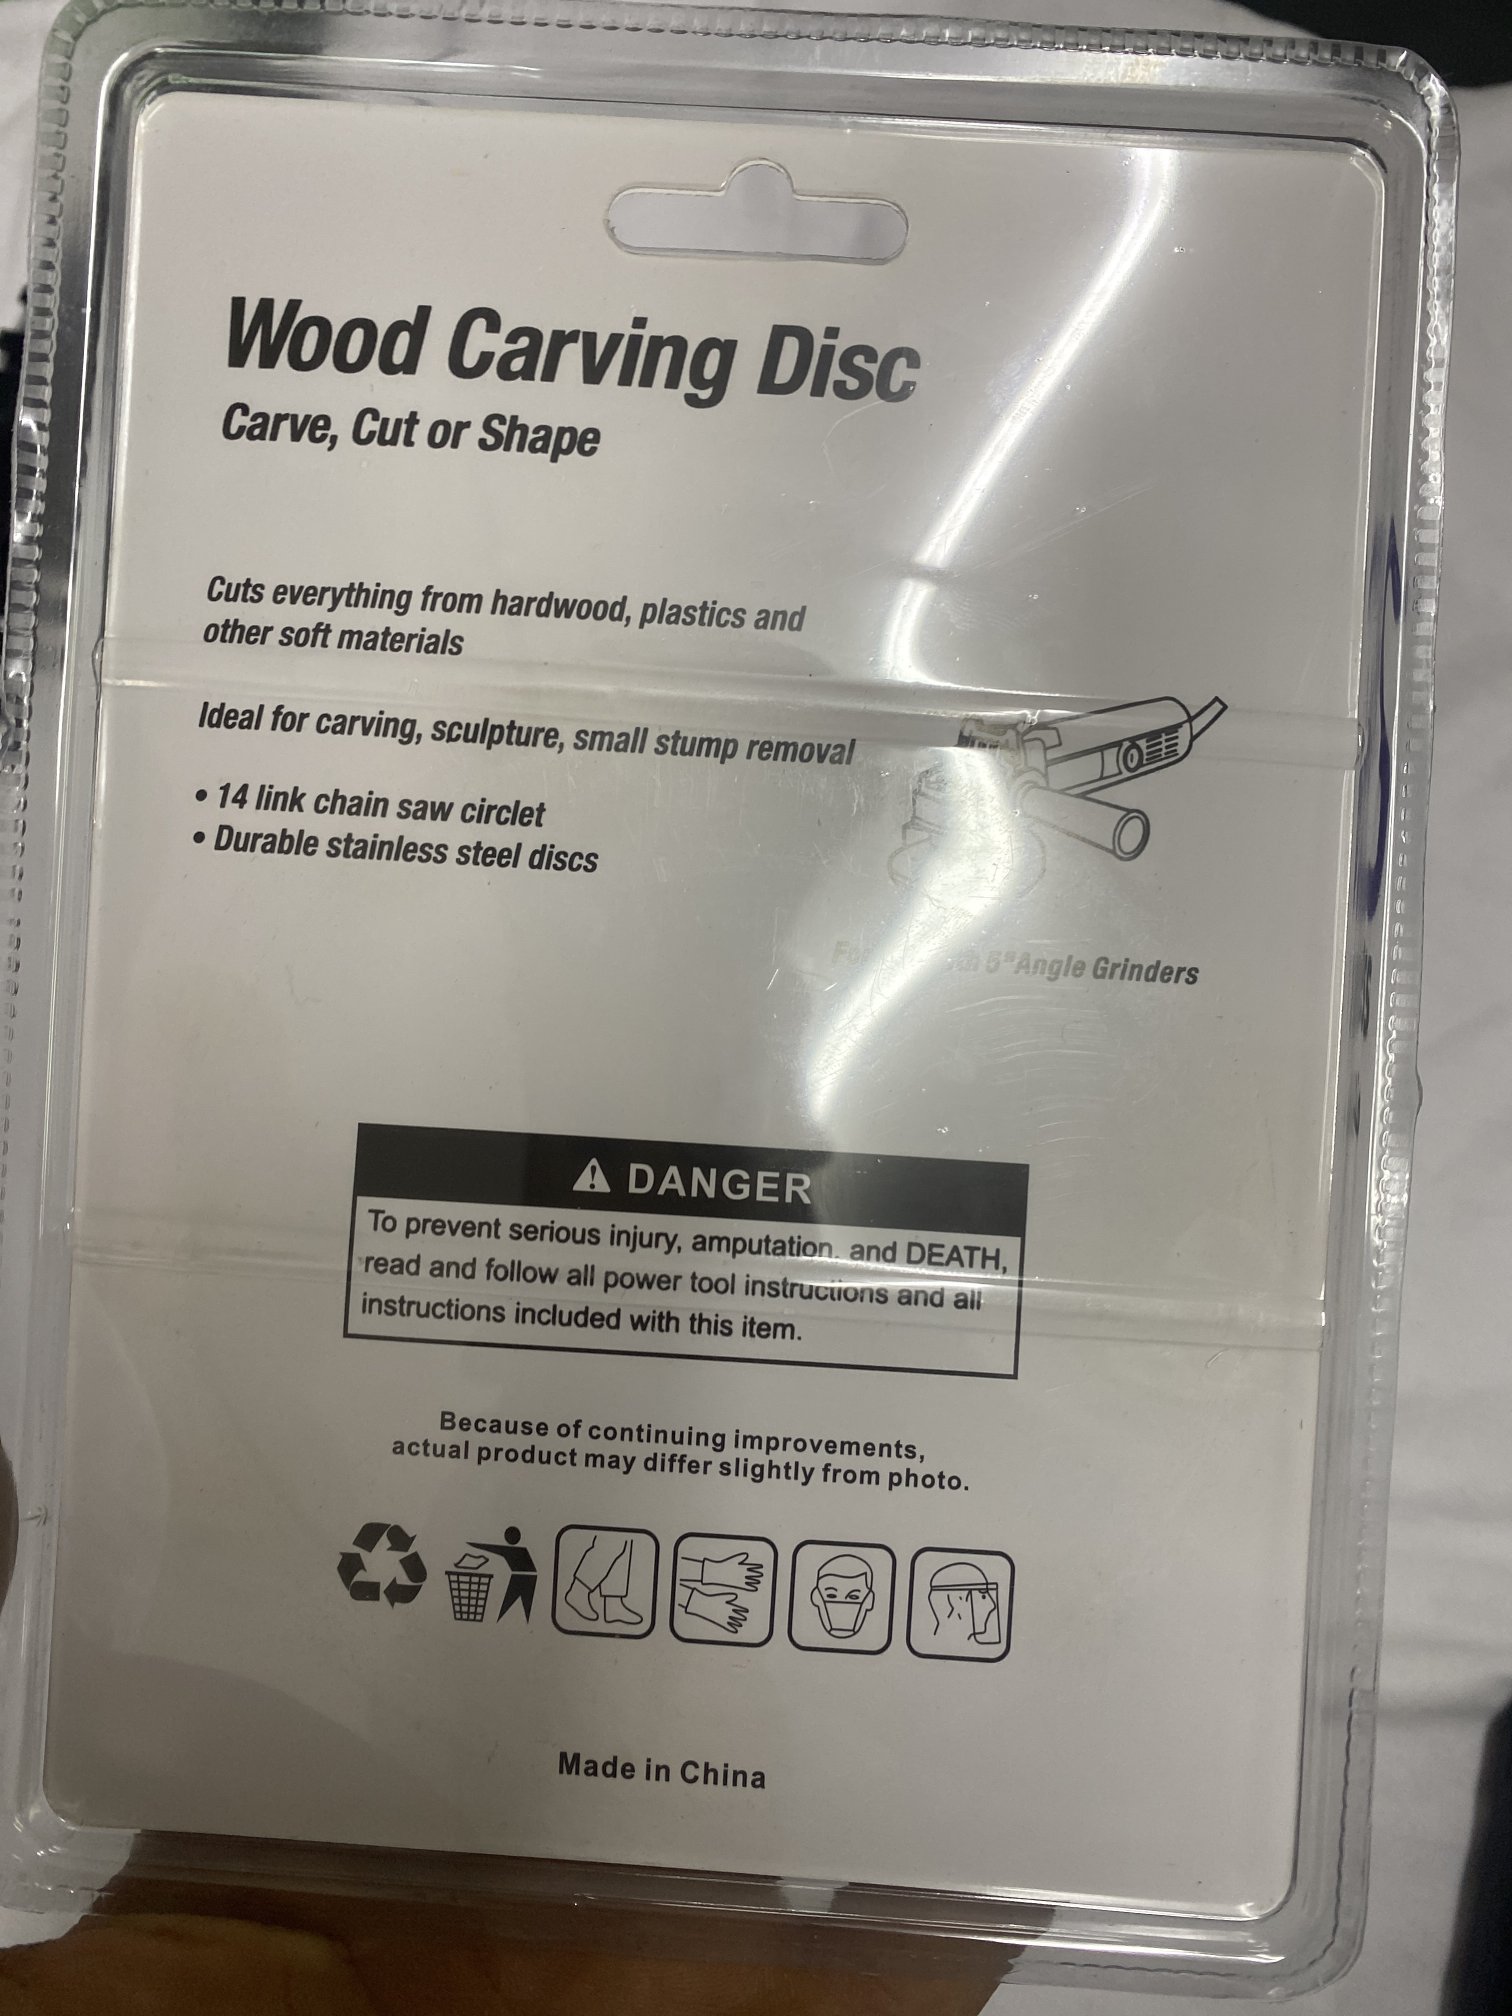 Wood Carving Disc
Carve, Cut or Shape
Cuts everything from hardwood, plastics and
other soft materials
Ideal for carving, sculpture, small stump removal
• 14 link chain saw circlet
• Durable stainless steel discs
5"Angle Grinders
DANGER
To prevent serious injury, amputation, and DEATH,
read and follow all power tool instructions and all
instructions included with this item.
Because of continuing improvements,
actual product may differ slightly from photo.
Made in China